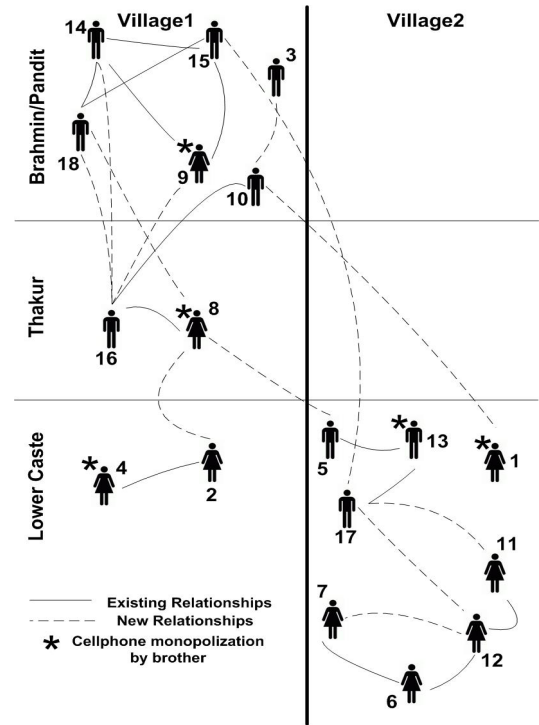 Village1
Village2
Brahmin/Pandit
14
15
3
18
* 9
10
Thakur
* 8
16
Lower Caste
* 4
2
5
* 13
* 1
17
11
7
12
6
Existing Relationships
New Relationships
* Cellphone monopolization
by brother